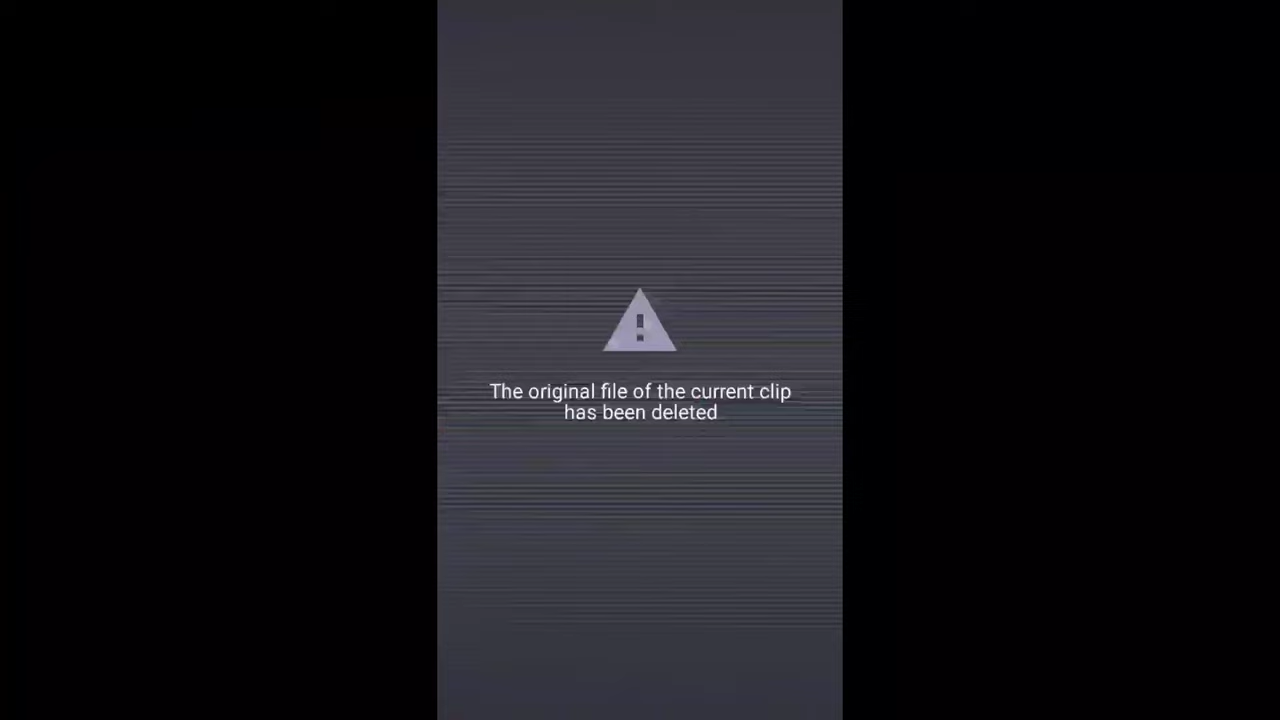 The original file of the current clip
has been deleted